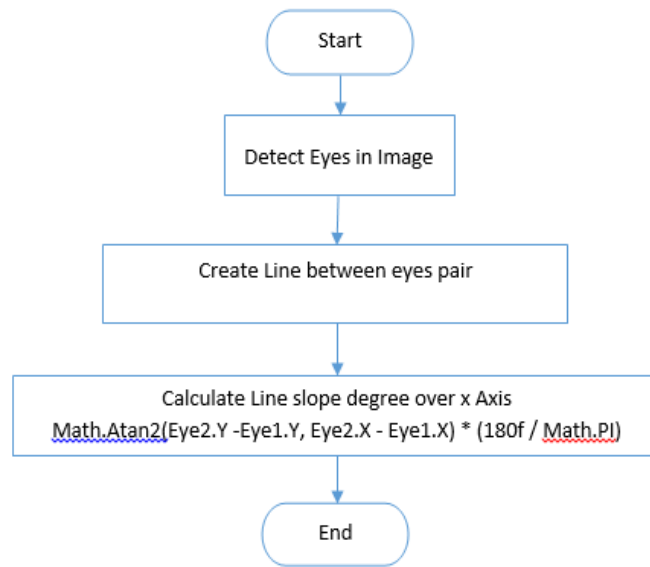 Start
Detect Eyes in Image
Create Line between eyes pair
Calculate Line slope degree over x Axis
Math.Atan2(Eye2.Y -Eye1.Y, Eye2.X - Eye1.X) * (180f / Math.PI)
End